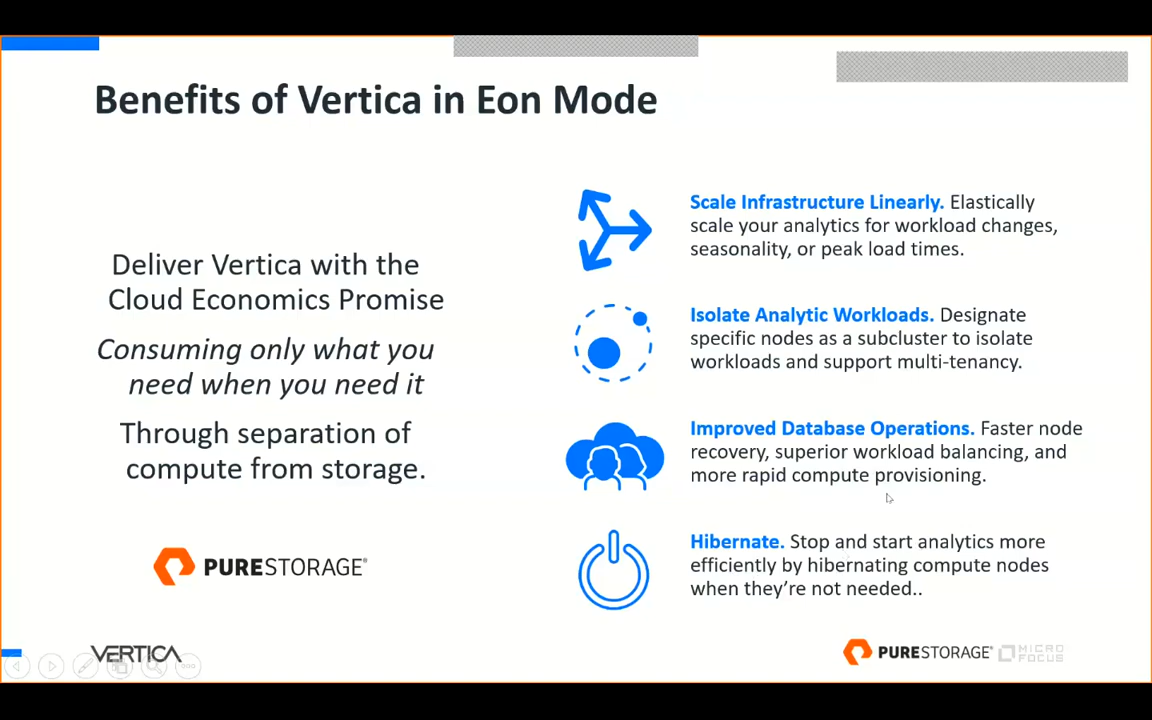 Benefits of Vertica in Eon Mode
Deliver Vertica with the
Cloud Economics Promise
Consuming only what you
need when you need it
Through separation of
compute from storage.
PURESTORAGE®
Scale Infrastructure Linearly. Elastically
scale your analytics for workload changes,
seasonality, or peak load times.
Isolate Analytic Workloads. Designate
specific nodes as a subcluster to isolate
workloads and support multi-tenancy.
Improved Database Operations. Faster node
recovery, superior workload balancing, and
more rapid compute provisioning.
Hibernate. Stop and start analytics more
efficiently by hibernating compute nodes
when they’re not needed..
VERTICA
PURESTORAGE®
MICRO
FOCUS